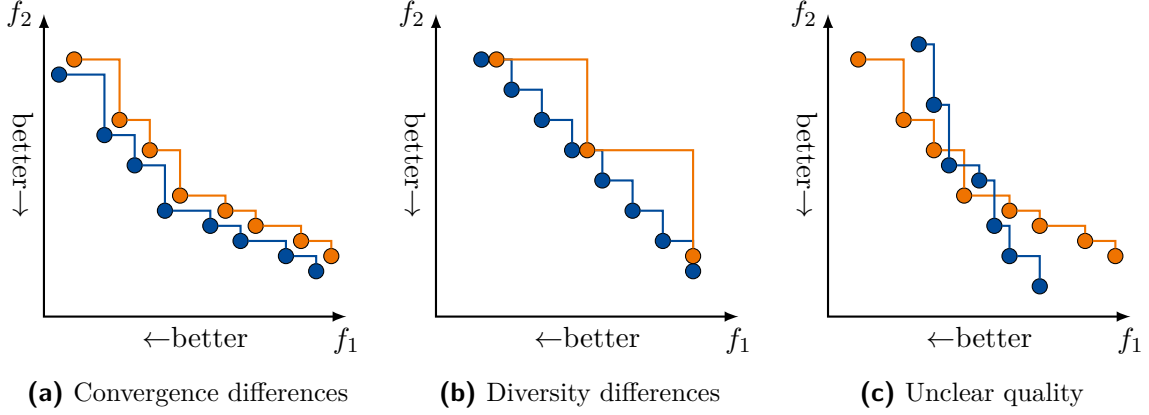 f₂
better→
←better
f₁
(a) Convergence differences
f₂
better→
←better
f₁
(b) Diversity differences
f₂
better→
←better
f₁
(c) Unclear quality